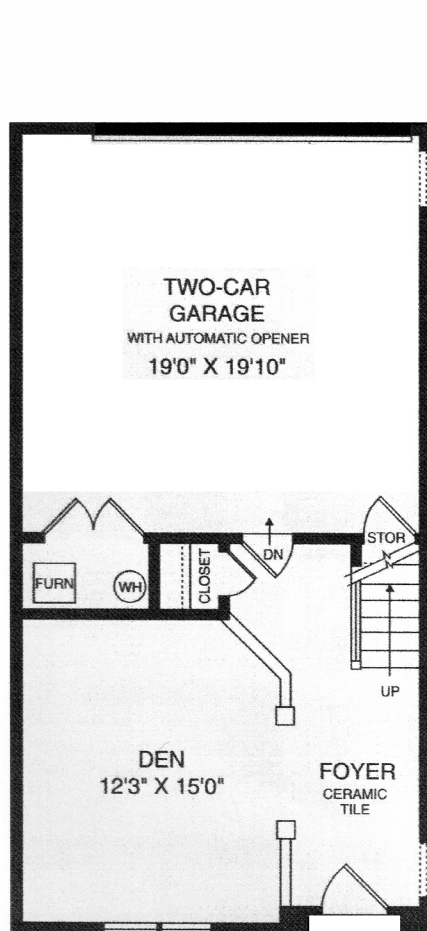 TWO-CAR
GARAGE
WITH AUTOMATIC OPENER
19'0" X 19'10"
STOR
DN
CLOSET
FURN
WH
UP
DEN
12'3" X 15'0"
FOYER
CERAMIC
TILE